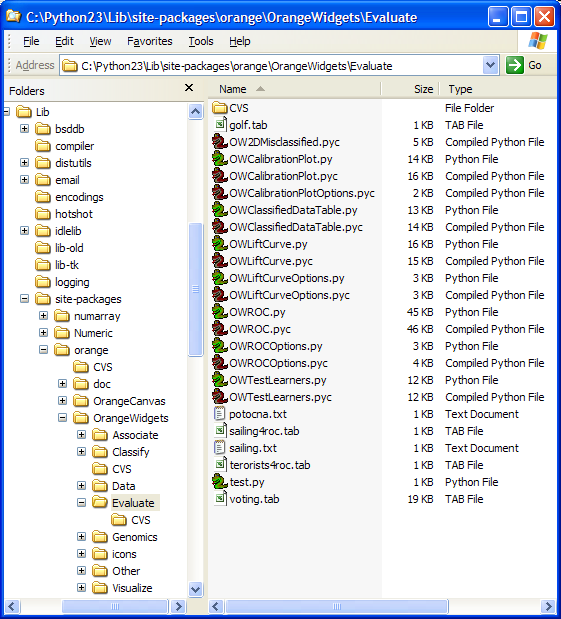 C:\Python23\Lib\site-packages\orange\OrangeWidgets\Evaluate
File Edit View Favorites Tools Help
Address C:\Python23\Lib\site-packages\orange\OrangeWidgets\Evaluate Go
Folders
Lib
bsddb
compiler
distutils
email
encodings
hotshot
idlelib
lib-old
lib-tk
logging
site-packages
numarray
Numeric
orange
CVS
doc
OrangeCanvas
OrangeWidgets
Associate
Classify
CVS
Data
Evaluate
CVS
Genomics
icons
Other
Visualize
Name Size Type
CVS File Folder
golf.tab 1 KB TAB File
OW2DMisclassified.pyc 5 KB Compiled Python File
OWCalibrationPlot.py 14 KB Python File
OWCalibrationPlot.pyc 16 KB Compiled Python File
OWCalibrationPlotOptions.pyc 2 KB Compiled Python File
OWClassifiedDataTable.py 13 KB Python File
OWClassifiedDataTable.pyc 14 KB Compiled Python File
OWLiftCurve.py 16 KB Python File
OWLiftCurve.pyc 15 KB Compiled Python File
OWLiftCurveOptions.py 3 KB Python File
OWLiftCurveOptions.pyc 3 KB Compiled Python File
OWROC.py 45 KB Python File
OWROC.pyc 46 KB Compiled Python File
OWROCOptions.py 3 KB Python File
OWROCOptions.pyc 4 KB Compiled Python File
OWTestLearners.py 12 KB Python File
OWTestLearners.pyc 12 KB Compiled Python File
potocna.txt 1 KB Text Document
sailing4roc.tab 1 KB TAB File
sailing.txt 1 KB Text Document
terorists4roc.tab 1 KB TAB File
test.py 1 KB Python File
voting.tab 19 KB TAB File